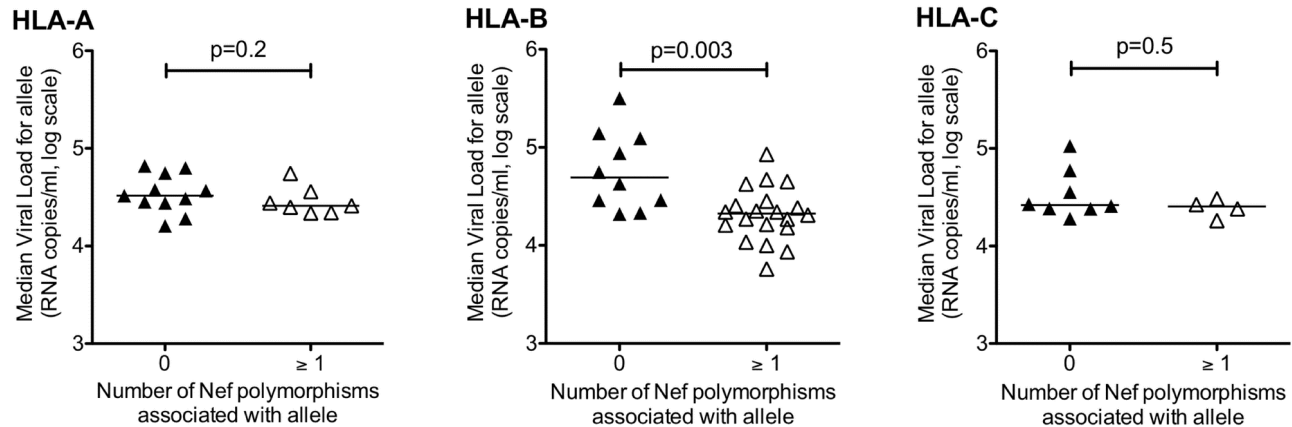 HLA-A
6
5
4
3
Median Viral Load for allele
(RNA copies/ml, log scale)
p=0.2
0
≥ 1
Number of Nef polymorphisms
associated with allele
HLA-B
6
5
4
3
Median Viral Load for allele
(RNA copies/ml, log scale)
p=0.003
0
≥ 1
Number of Nef polymorphisms
associated with allele
HLA-C
6
5
4
3
Median Viral Load for allele
(RNA copies/ml, log scale)
p=0.5
0
≥ 1
Number of Nef polymorphisms
associated with allele